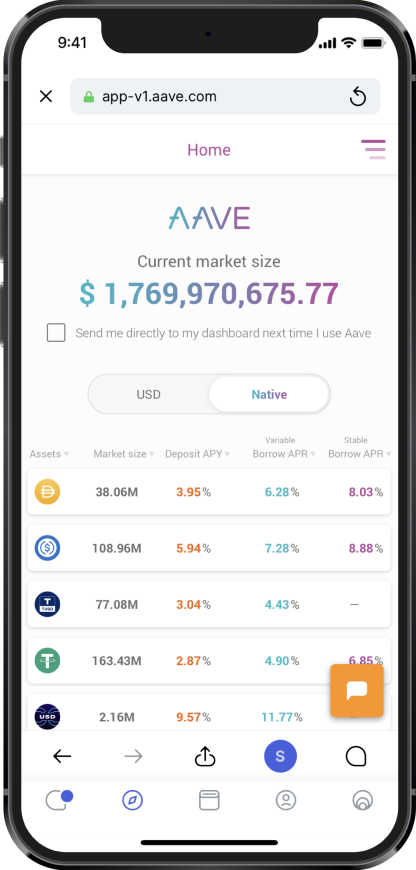 9:41
app-v1.aave.com
Home
AAVE
Current market size
$ 1,769,970,675.77
Send me directly to my dashboard next time I use Aave
USD Native
Assets Market size Deposit APY Variable Borrow APR Stable Borrow APR
38.06M 3.95% 6.28% 8.03%
108.96M 5.94% 7.28% 8.88%
T TUSD 77.08M 3.04% 4.43% —
163.43M 2.87% 4.90% 6.85%
USD 2.16M 9.57% 11.77% —
S